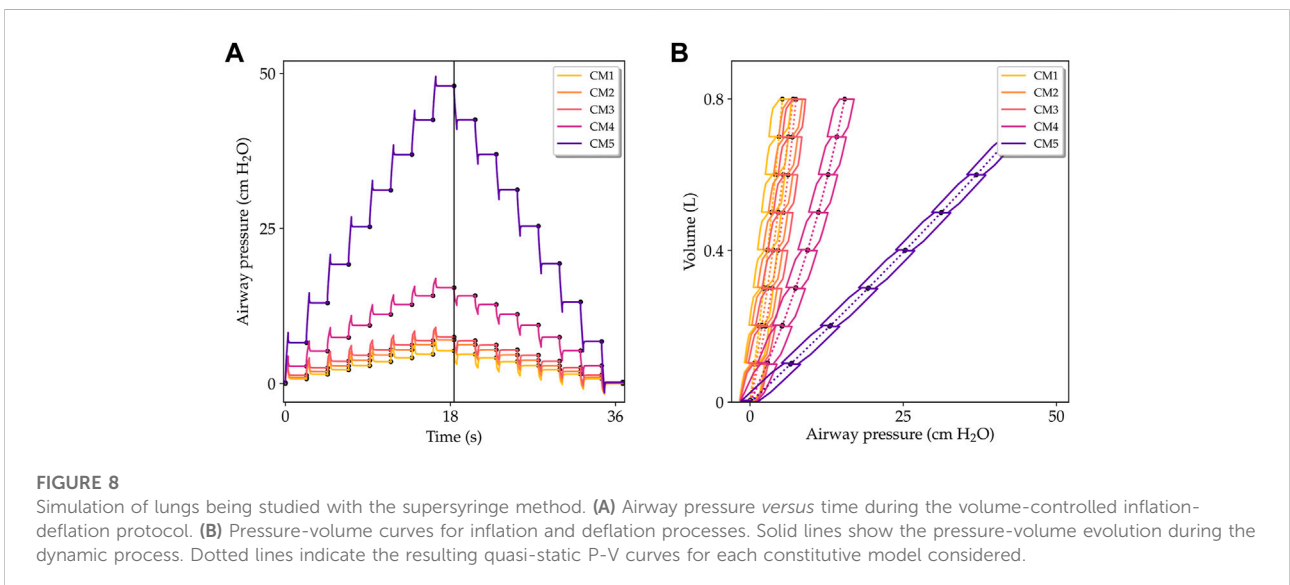 A
50
25
0
Airway pressure (cm H₂O)
0
18
36
Time (s)
CM1
CM2
CM3
CM4
CM5
B
0.8
0.4
0
Volume (L)
0
25
50
Airway pressure (cm H₂O)
CM1
CM2
CM3
CM4
CM5
FIGURE 8
Simulation of lungs being studied with the supersyringe method. (A) Airway pressure versus time during the volume-controlled inflation-
deflation protocol. (B) Pressure-volume curves for inflation and deflation processes. Solid lines show the pressure-volume evolution during the
dynamic process. Dotted lines indicate the resulting quasi-static P-V curves for each constitutive model considered.